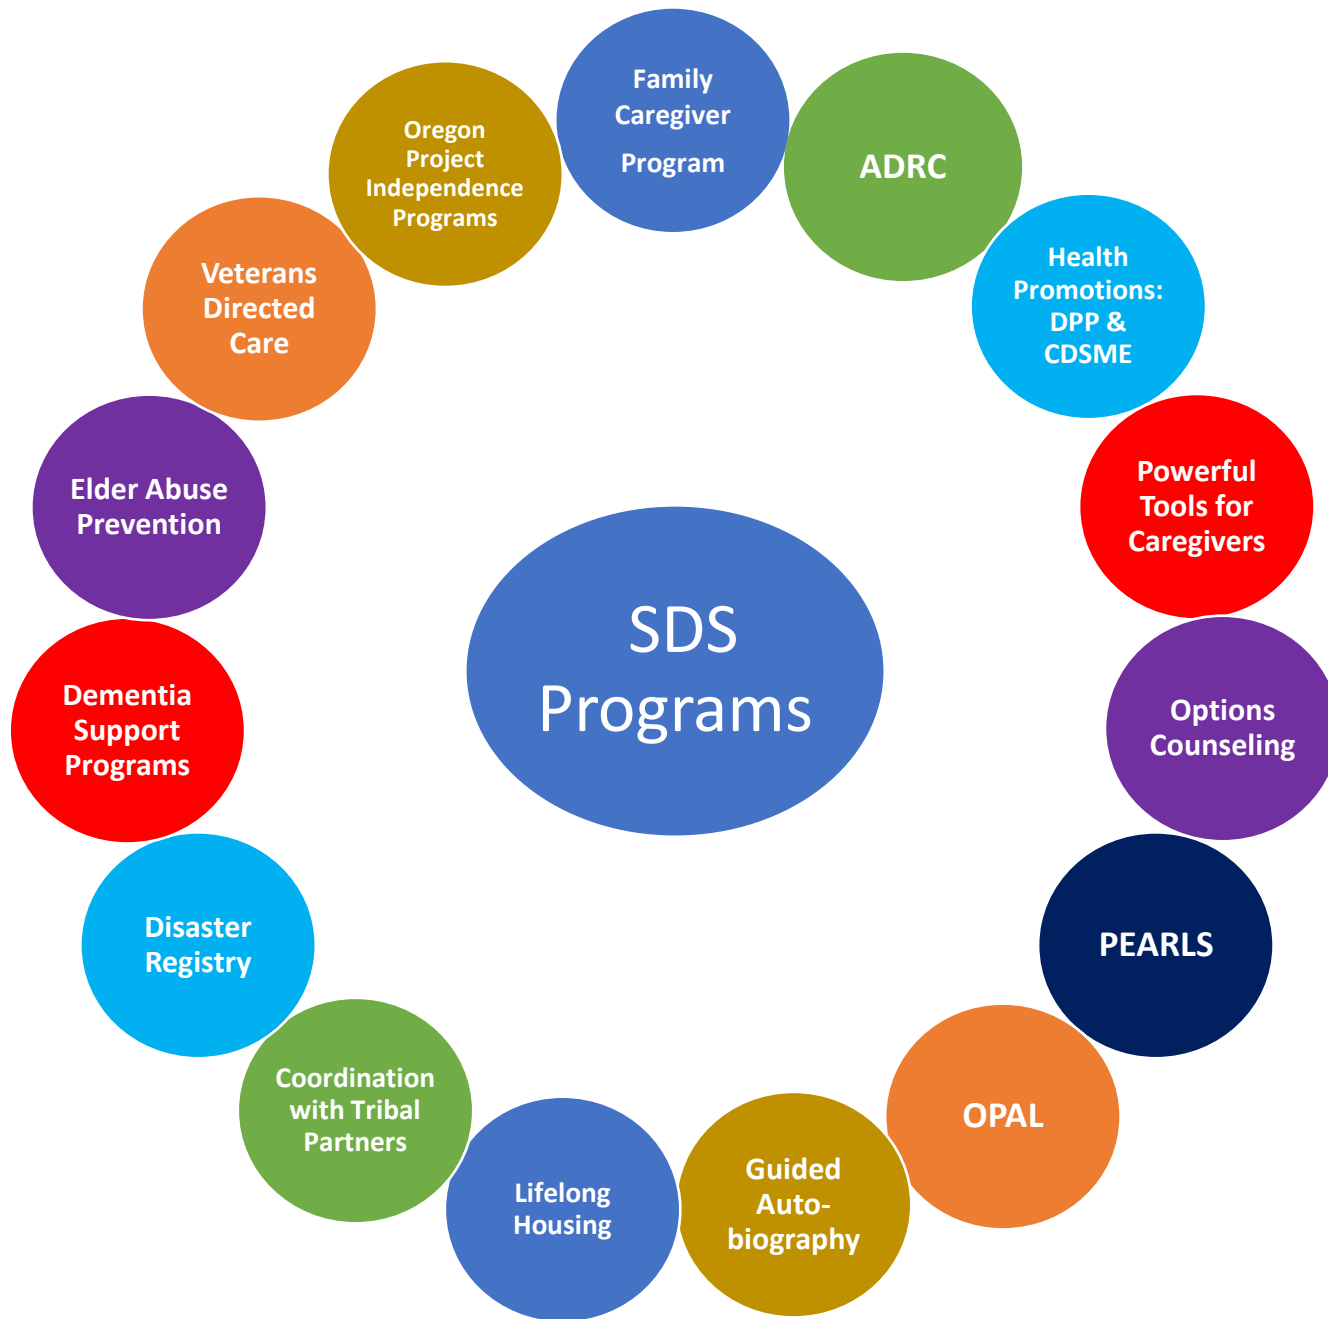 Family
Caregiver
Program
ADRC
Health
Promotions:
DPP &
CDSME
Powerful
Tools for
Caregivers
Options
Counseling
PEARLS
OPAL
Guided
Auto-
biography
Lifelong
Housing
Coordination
with Tribal
Partners
Disaster
Registry
Dementia
Support
Programs
Elder Abuse
Prevention
Veterans
Directed
Care
Oregon
Project
Independence
Programs
SDS
Programs